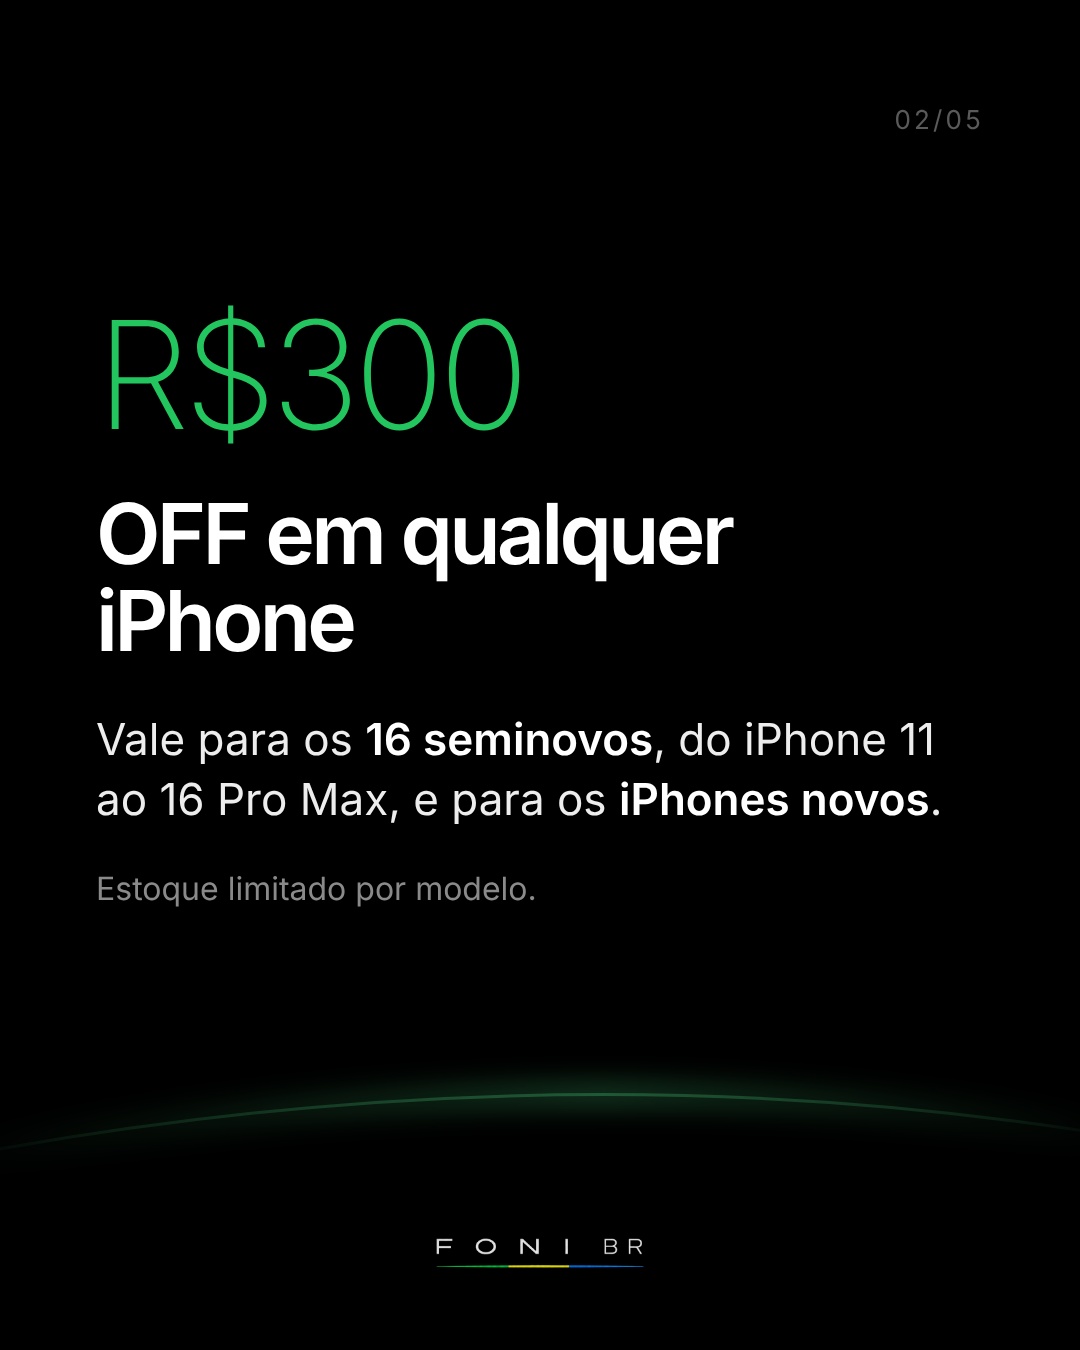 02/05
R$300
OFF em qualquer
iPhone
Vale para os 16 seminovos, do iPhone 11
ao 16 Pro Max, e para os iPhones novos.
Estoque limitado por modelo.
FONI BR